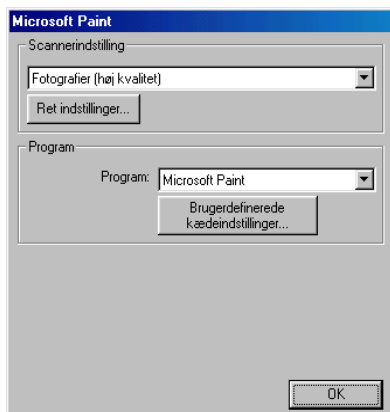 Microsoft Paint
Scannerindstilling
Fotografier (høj kvalitet)
Ret indstillinger...
Program
Program: Microsoft Paint
Brugerdefinerede
kædeindstillinger...
OK